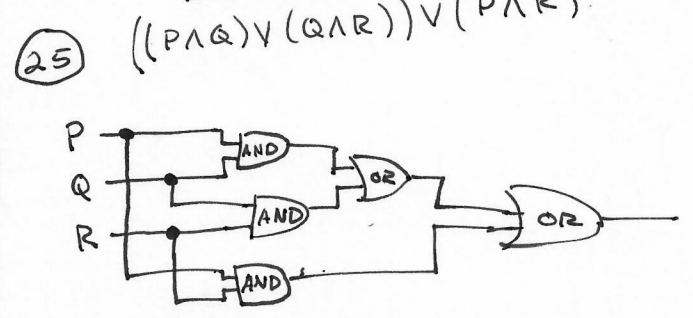 25 ((P∧Q)∨(Q∧R))∨(P∧R).
P
AND
Q
OR
AND
R
OR
AND